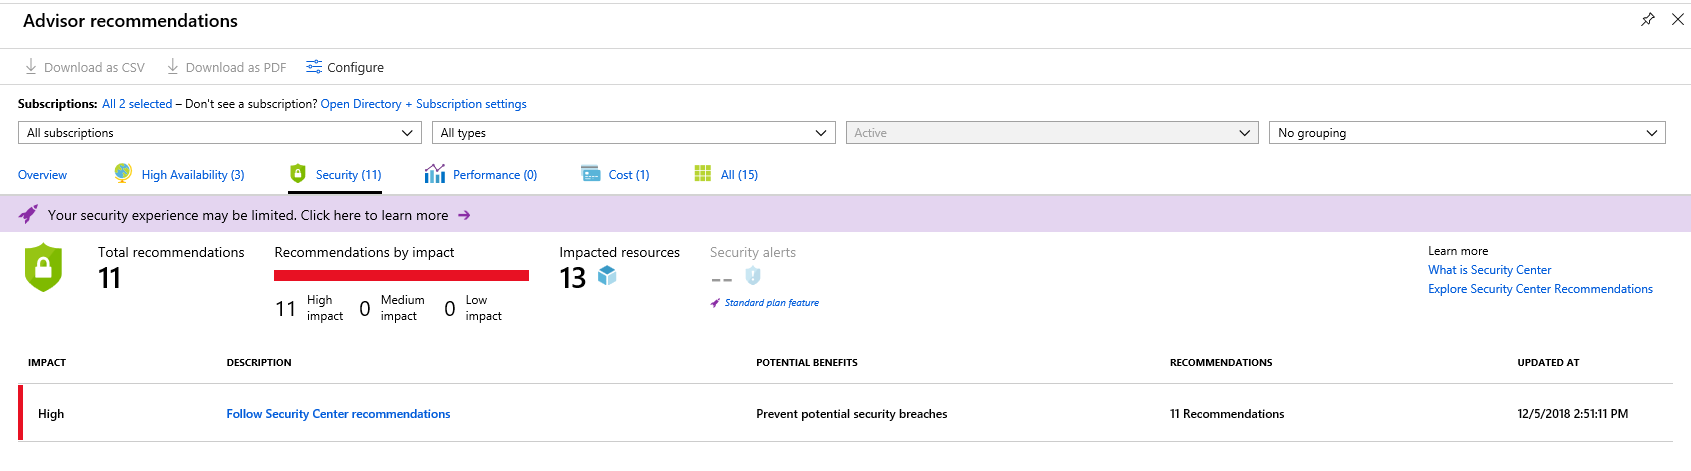 Advisor recommendations
Download as CSV Download as PDF Configure
Subscriptions: All 2 selected – Don't see a subscription? Open Directory + Subscription settings
All subscriptions All types Active No grouping
Overview High Availability (3) Security (11) Performance (0) Cost (1) All (15)
Your security experience may be limited. Click here to learn more →
Total recommendations
11
Recommendations by impact
11 High impact 0 Medium impact 0 Low impact
Impacted resources
13
Security alerts
--
Standard plan feature
Learn more
What is Security Center
Explore Security Center Recommendations
IMPACT DESCRIPTION POTENTIAL BENEFITS RECOMMENDATIONS UPDATED AT
High Follow Security Center recommendations Prevent potential security breaches 11 Recommendations 12/5/2018 2:51:11 PM